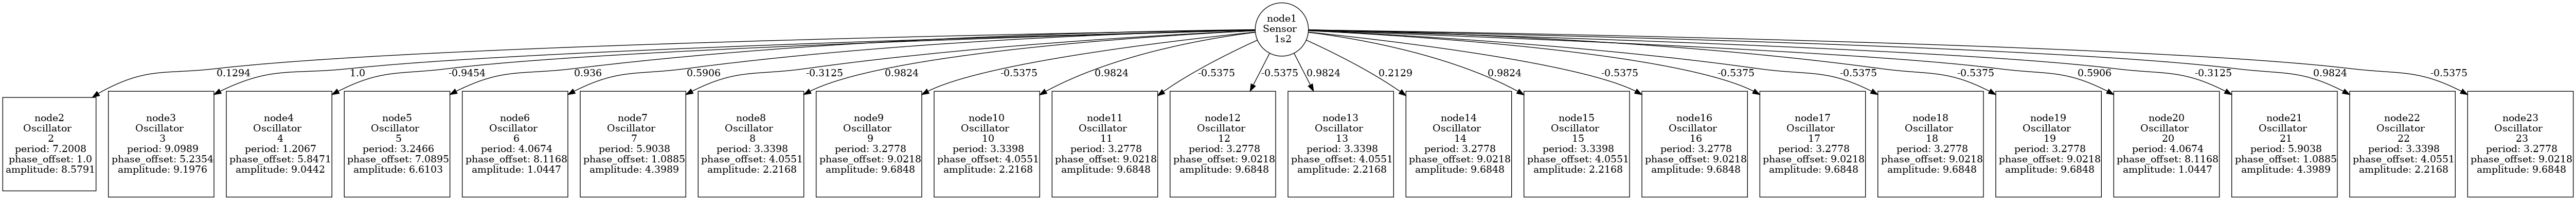 node1
Sensor
1s2
0.1294
1.0
-0.9454
0.936
0.5906
-0.3125
0.9824
-0.5375
0.9824
-0.5375
-0.5375
0.9824
0.2129
0.9824
-0.5375
-0.5375
-0.5375
-0.5375
0.5906
-0.3125
0.9824
-0.5375
node2
Oscillator
2
period: 7.2008
phase_offset: 1.0
amplitude: 8.5791
node3
Oscillator
3
period: 9.0989
phase_offset: 5.2354
amplitude: 9.1976
node4
Oscillator
4
period: 1.2067
phase_offset: 5.8471
amplitude: 9.0442
node5
Oscillator
5
period: 3.2466
phase_offset: 7.0895
amplitude: 6.6103
node6
Oscillator
6
period: 4.0674
phase_offset: 8.1168
amplitude: 1.0447
node7
Oscillator
7
period: 5.9038
phase_offset: 1.0885
amplitude: 4.3989
node8
Oscillator
8
period: 3.3398
phase_offset: 4.0551
amplitude: 2.2168
node9
Oscillator
9
period: 3.2778
phase_offset: 9.0218
amplitude: 9.6848
node10
Oscillator
10
period: 3.3398
phase_offset: 4.0551
amplitude: 2.2168
node11
Oscillator
11
period: 3.2778
phase_offset: 9.0218
amplitude: 9.6848
node12
Oscillator
12
period: 3.2778
phase_offset: 9.0218
amplitude: 9.6848
node13
Oscillator
13
period: 3.3398
phase_offset: 4.0551
amplitude: 2.2168
node14
Oscillator
14
period: 3.2778
phase_offset: 9.0218
amplitude: 9.6848
node15
Oscillator
15
period: 3.3398
phase_offset: 4.0551
amplitude: 2.2168
node16
Oscillator
16
period: 3.2778
phase_offset: 9.0218
amplitude: 9.6848
node17
Oscillator
17
period: 3.2778
phase_offset: 9.0218
amplitude: 9.6848
node18
Oscillator
18
period: 3.2778
phase_offset: 9.0218
amplitude: 9.6848
node19
Oscillator
19
period: 3.2778
phase_offset: 9.0218
amplitude: 9.6848
node20
Oscillator
20
period: 4.0674
phase_offset: 8.1168
amplitude: 1.0447
node21
Oscillator
21
period: 5.9038
phase_offset: 1.0885
amplitude: 4.3989
node22
Oscillator
22
period: 3.3398
phase_offset: 4.0551
amplitude: 2.2168
node23
Oscillator
23
period: 3.2778
phase_offset: 9.0218
amplitude: 9.6848